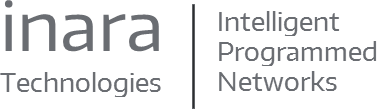 inara
Technologies
Intelligent
Programmed
Networks